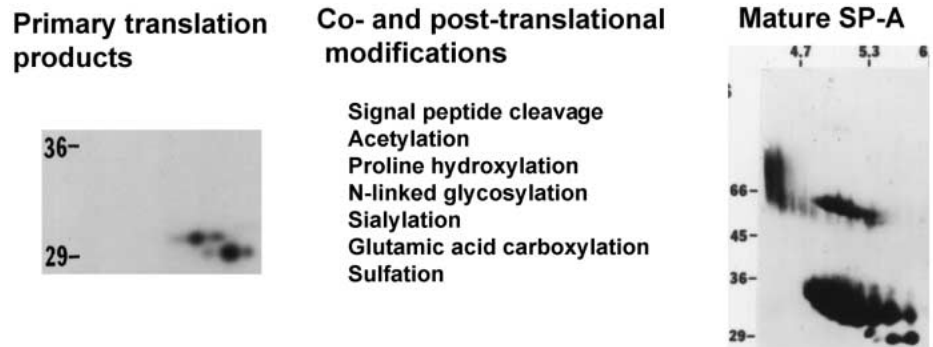 Primary translation
products
Co- and post-translational
modifications
Mature SP-A
Signal peptide cleavage
Acetylation
Proline hydroxylation
N-linked glycosylation
Sialylation
Glutamic acid carboxylation
Sulfation
36-
29-
4.7 5.3 6
66-
45-
36-
29-